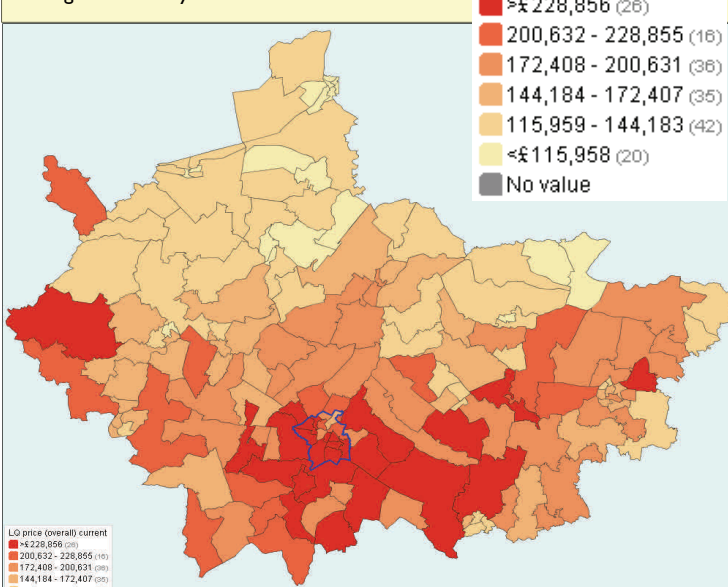 >£228,856 (26)
200,632 - 228,855 (16)
172,408 - 200,631 (36)
144,184 - 172,407 (35)
115,959 - 144,183 (42)
<£115,958 (20)
No value
LQ price (overall) current
>£228,856 (26)
200,632 - 228,855 (16)
172,408 - 200,631 (36)
144,184 - 172,407 (35)